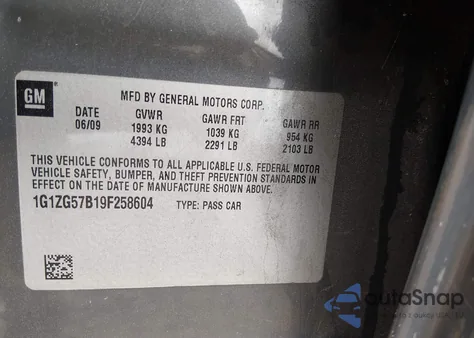 GM
MFD BY GENERAL MOTORS CORP.
DATE GVWR GAWR FRT GAWR RR
06/09 1993 KG 1039 KG 954 KG
4394 LB 2291 LB 2103 LB
THIS VEHICLE CONFORMS TO ALL APPLICABLE U.S. FEDERAL MOTOR
VEHICLE SAFETY, BUMPER, AND THEFT PREVENTION STANDARDS IN
EFFECT ON THE DATE OF MANUFACTURE SHOWN ABOVE.
1G1ZG57B19F258604 TYPE: PASS CAR
autoSnap